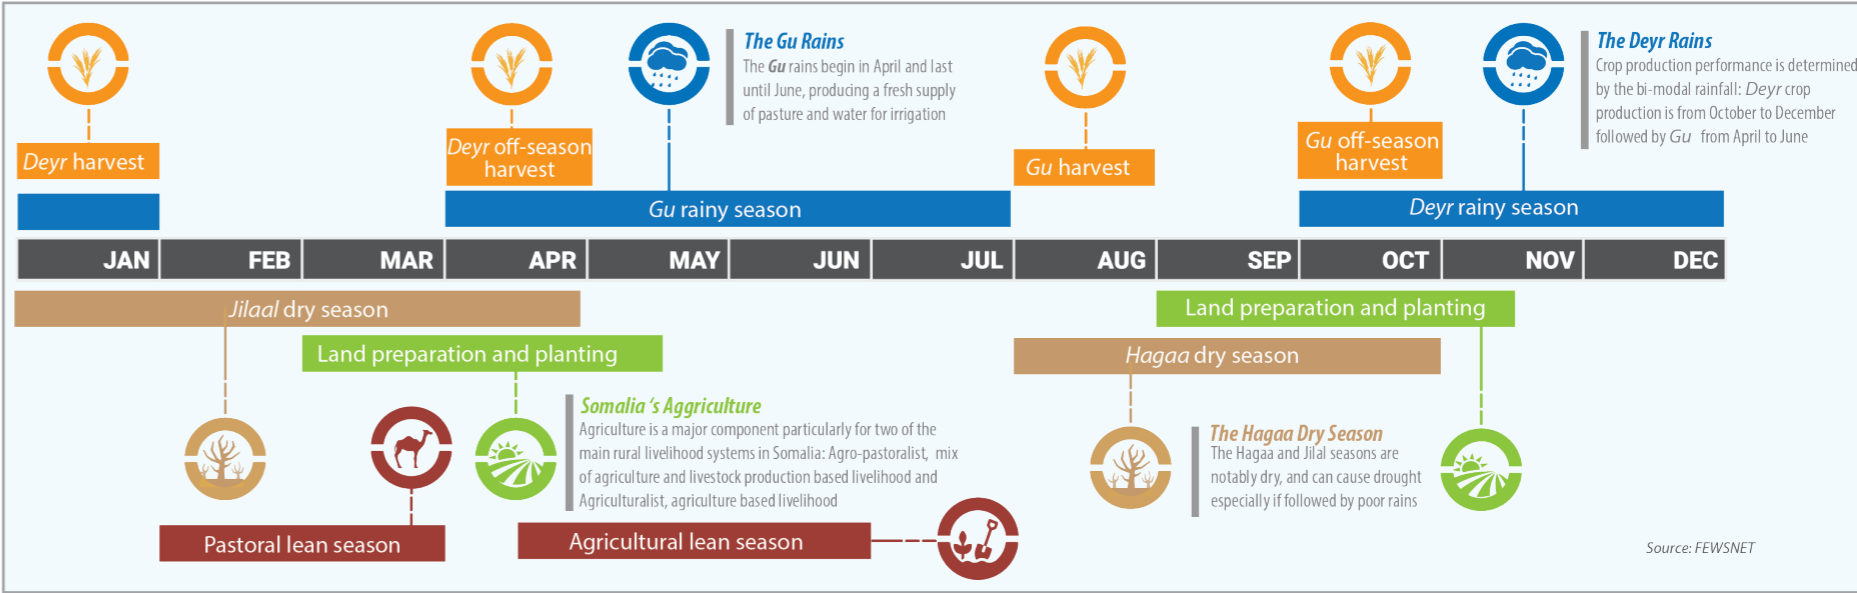 The Gu Rains
The Gu rains begin in April and last
until June, producing a fresh supply
of pasture and water for irrigation
The Deyr Rains
Crop production performance is determined
by the bi-modal rainfall: Deyr crop
production is from October to December
followed by Gu from April to June
Deyr harvest
Deyr off-season
harvest
Gu harvest
Gu off-season
harvest
Gu rainy season
Deyr rainy season
JAN FEB MAR APR MAY JUN JUL AUG SEP OCT NOV DEC
Jilaal dry season
Land preparation and planting
Land preparation and planting
Hagaa dry season
Somalia ‘s Aggriculture
Agriculture is a major component particularly for two of the
main rural livelihood systems in Somalia: Agro-pastoralist, mix
of agriculture and livestock production based livelihood and
Agriculturalist, agriculture based livelihood
The Hagaa Dry Season
The Hagaa and Jilal seasons are
notably dry, and can cause drought
especially if followed by poor rains
Pastoral lean season
Agricultural lean season
Source: FEWSNET